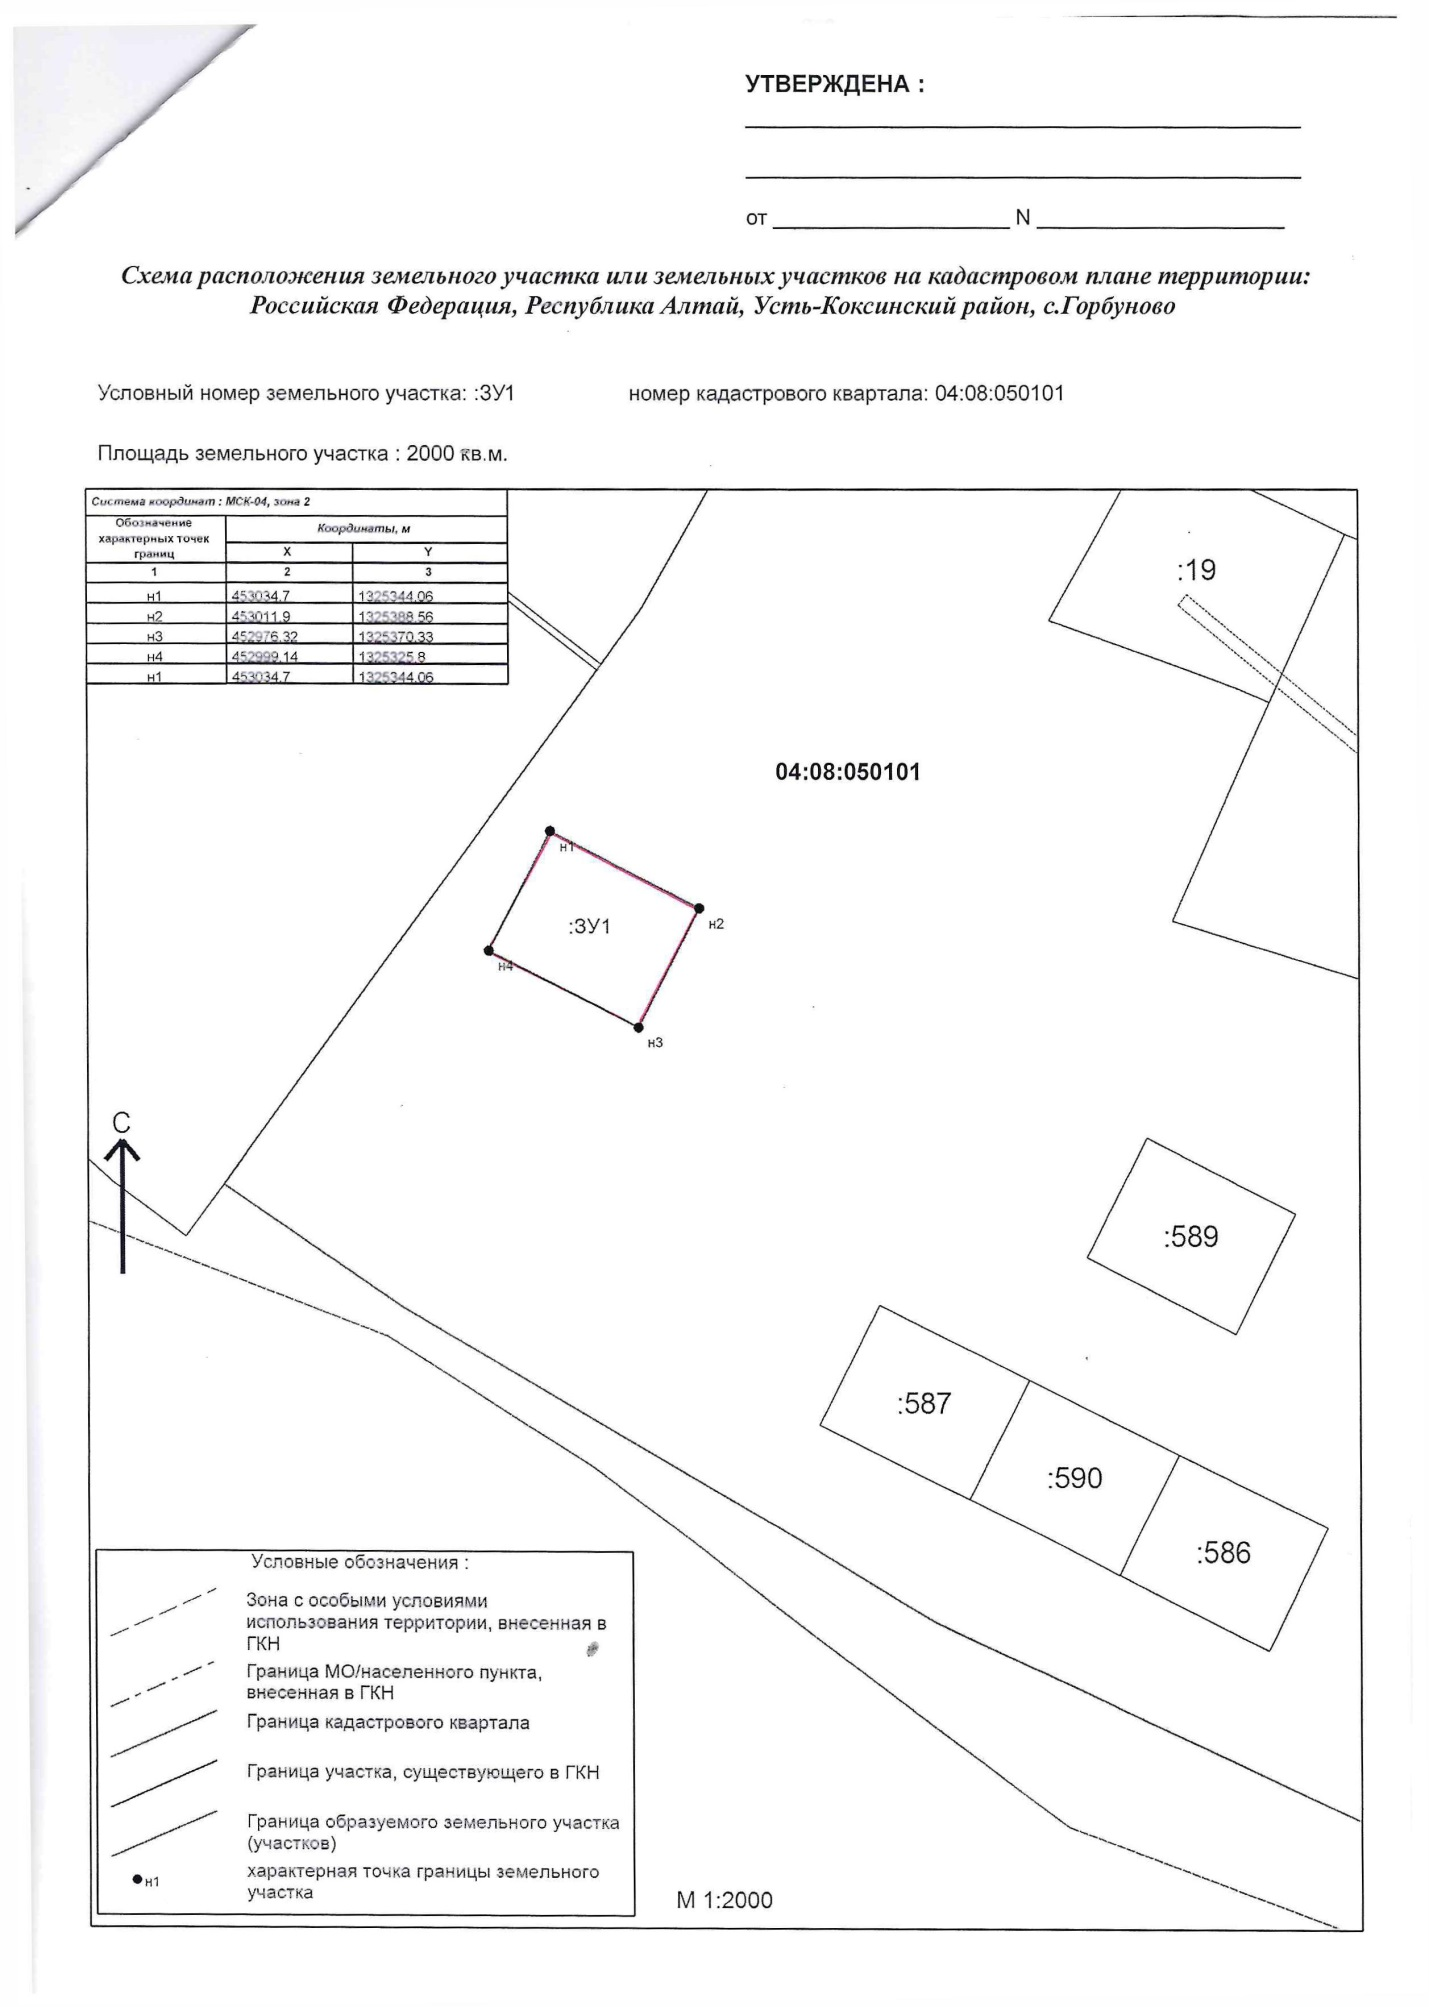 УТВЕРЖДЕНА :
от N
Схема расположения земельного участка или земельных участков на кадастровом плане территории:
Российская Федерация, Республика Алтай, Усть-Коксинский район, с.Горбуново
Условный номер земельного участка: :ЗУ1 номер кадастрового квартала: 04:08:050101
Площадь земельного участка : 2000 кв.м.
Система координат : МСК-04, зона 2
Обозначение характерных точек границ Координаты, м
X Y
1 2 3
н1 453034.7 1325344.06
н2 453011.9 1325388.56
н3 452976.32 1325370.33
н4 452999.14 1325325.8
н1 453034.7 1325344.06
:19
04:08:050101
н1
:ЗУ1
н2
н4
н3
С
:589
:587
:590
:586
Условные обозначения :
Зона с особыми условиями
использования территории, внесенная в
ГКН
Граница МО/населенного пункта,
внесенная в ГКН
Граница кадастрового квартала
Граница участка, существующего в ГКН
Граница образуемого земельного участка
(участков)
н1 характерная точка границы земельного
участка
М 1:2000